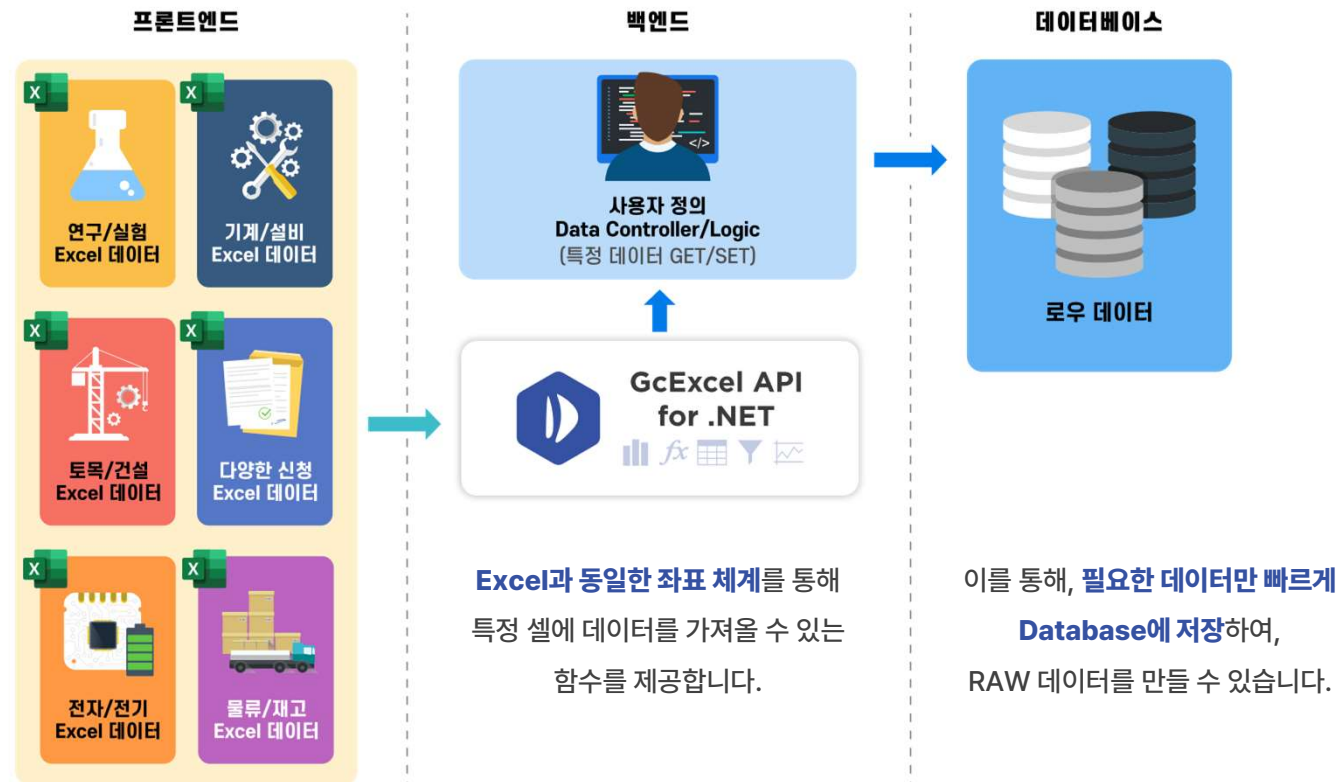 프론트엔드
백엔드
데이터베이스
X
X
연구/실험
Excel 데이터
기계/설비
Excel 데이터
X
X
토목/건설
Excel 데이터
다양한 신청
Excel 데이터
X
X
전자/전기
Excel 데이터
물류/재고
Excel 데이터
</>
사용자 정의
Data Controller/Logic
(특정 데이터 GET/SET)
GcExcel API
for .NET
fx
Excel과 동일한 좌표 체계를 통해
특정 셀에 데이터를 가져올 수 있는
함수를 제공합니다.
로우 데이터
이를 통해, 필요한 데이터만 빠르게
Database에 저장하여,
RAW 데이터를 만들 수 있습니다.